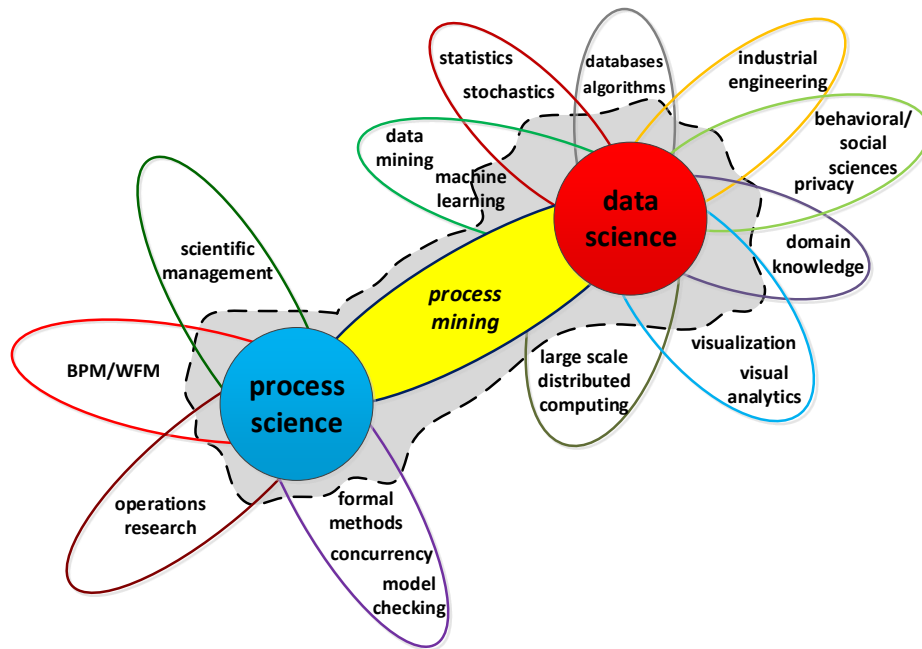 statistics
stochastics
databases
algorithms
industrial
engineering
behavioral/
social
sciences
privacy
domain
knowledge
data
mining
machine
learning
data
science
process
mining
visualization
visual
analytics
large scale
distributed
computing
scientific
management
BPM/WFM
process
science
operations
research
formal
methods
concurrency
model
checking